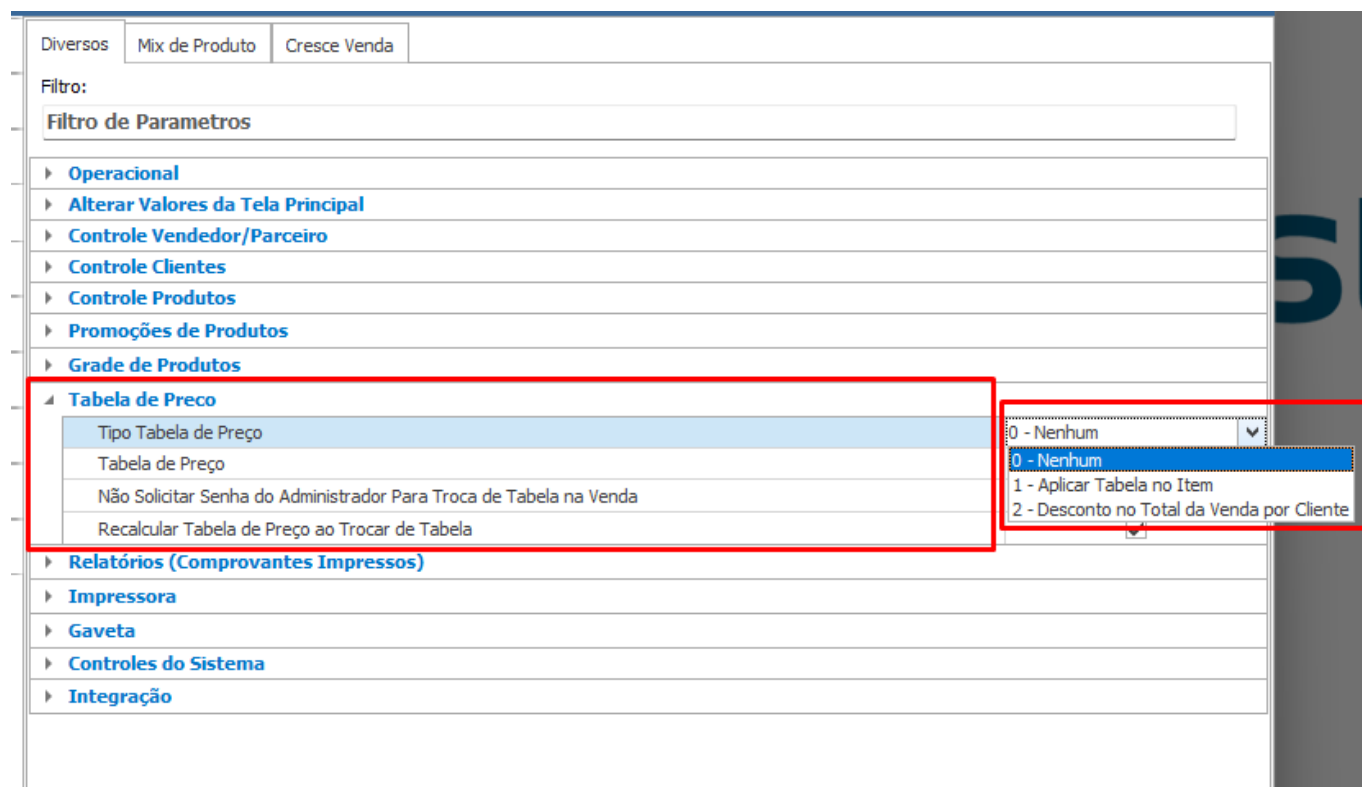 Diversos Mix de Produto Cresce Venda
Filtro:
Filtro de Parametros
Operacional
Alterar Valores da Tela Principal
Controle Vendedor/Parceiro
Controle Clientes
Controle Produtos
Promoções de Produtos
Grade de Produtos
Tabela de Preco
Tipo Tabela de Preço 0 - Nenhum
Tabela de Preço 0 - Nenhum
1 - Aplicar Tabela no Item
Não Solicitar Senha do Administrador Para Troca de Tabela na Venda
2 - Desconto no Total da Venda por Cliente
Recalcular Tabela de Preço ao Trocar de Tabela
Relatórios (Comprovantes Impressos)
Impressora
Gaveta
Controles do Sistema
Integração